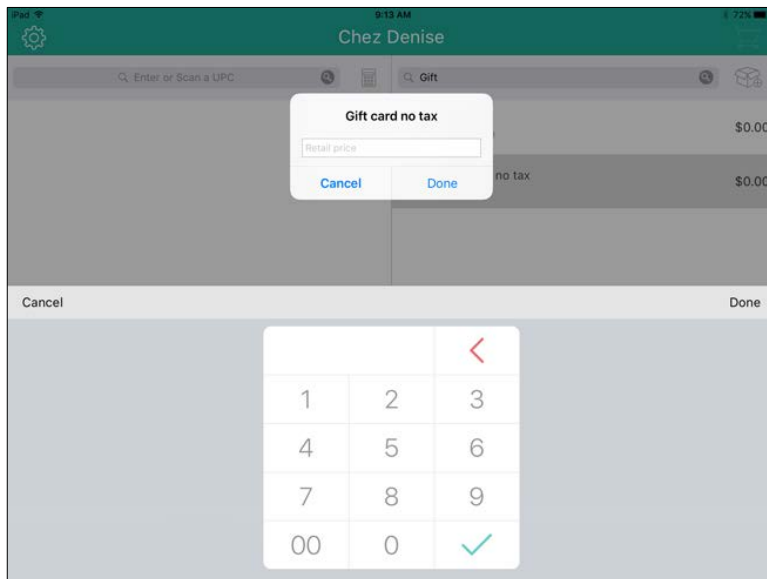 iPad 9:13 AM 72%
Chez Denise
Enter or Scan a UPC Gift
Gift card no tax
$0.00
Retail price
no tax
$0.00
Cancel Done
Cancel Done
1 2 3
4 5 6
7 8 9
00 0